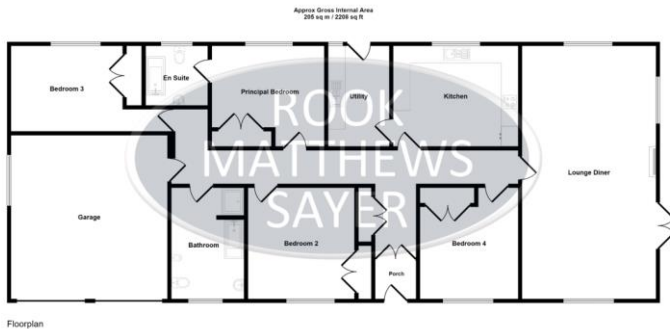 Approx Gross Internal Area
205 sq m / 2208 sq ft
Bedroom 3
En Suite
Principal Bedroom
Utility
Kitchen
ROOK
MATTHEWS
SAYER
Lounge Diner
Garage
Bathroom
Bedroom 2
Bedroom 4
Porch
Floorplan